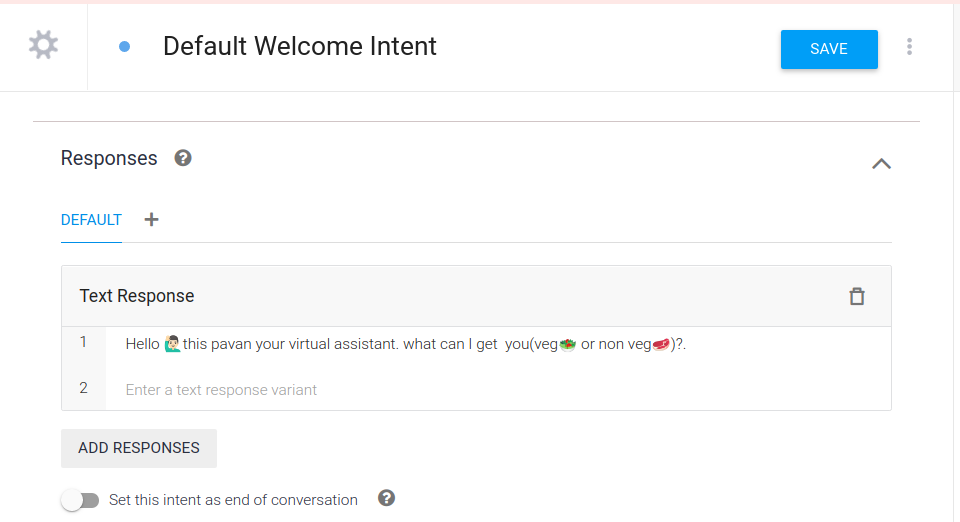 Default Welcome Intent
SAVE
Responses
DEFAULT
Text Response
1 Hello 🙋🏻‍♂️this pavan your virtual assistant. what can I get  you(veg🥗 or non veg🥩)?.
2 Enter a text response variant
ADD RESPONSES
Set this intent as end of conversation